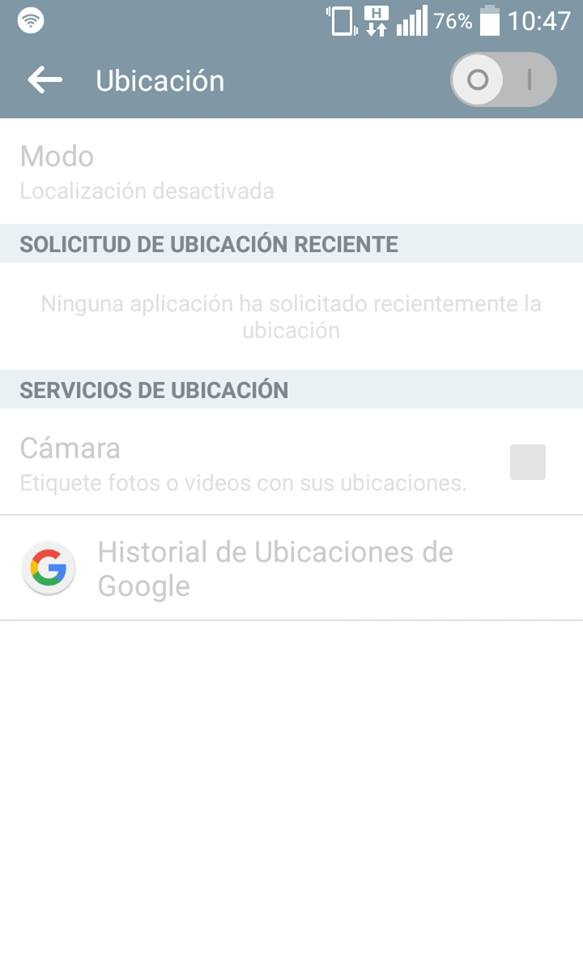 H 76% 10:47
Ubicación
Modo
Localización desactivada
SOLICITUD DE UBICACIÓN RECIENTE
Ninguna aplicación ha solicitado recientemente la
ubicación
SERVICIOS DE UBICACIÓN
Cámara
Etiquete fotos o videos con sus ubicaciones.
Historial de Ubicaciones de
Google